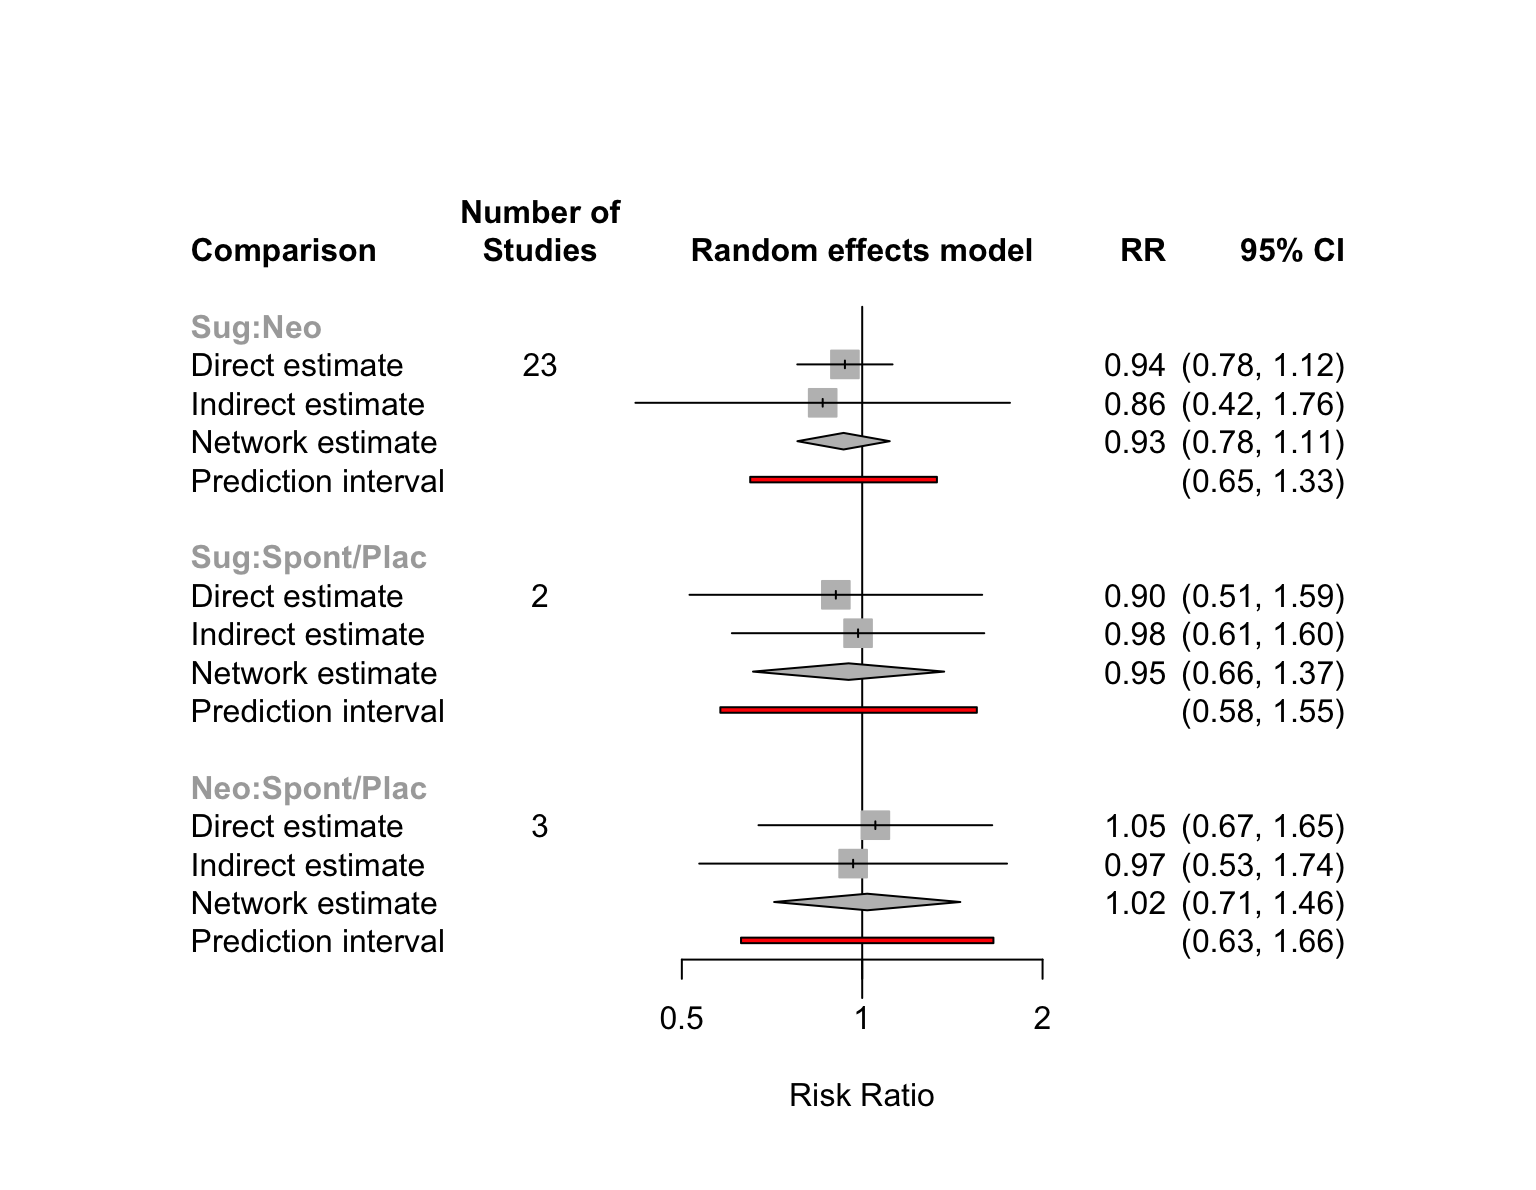 Number of
Comparison Studies Random effects model RR 95% CI
Sug:Neo
Direct estimate 23 0.94 (0.78, 1.12)
Indirect estimate 0.86 (0.42, 1.76)
Network estimate 0.93 (0.78, 1.11)
Prediction interval (0.65, 1.33)
Sug:Spont/Plac
Direct estimate 2 0.90 (0.51, 1.59)
Indirect estimate 0.98 (0.61, 1.60)
Network estimate 0.95 (0.66, 1.37)
Prediction interval (0.58, 1.55)
Neo:Spont/Plac
Direct estimate 3 1.05 (0.67, 1.65)
Indirect estimate 0.97 (0.53, 1.74)
Network estimate 1.02 (0.71, 1.46)
Prediction interval (0.63, 1.66)
0.5 1 2
Risk Ratio